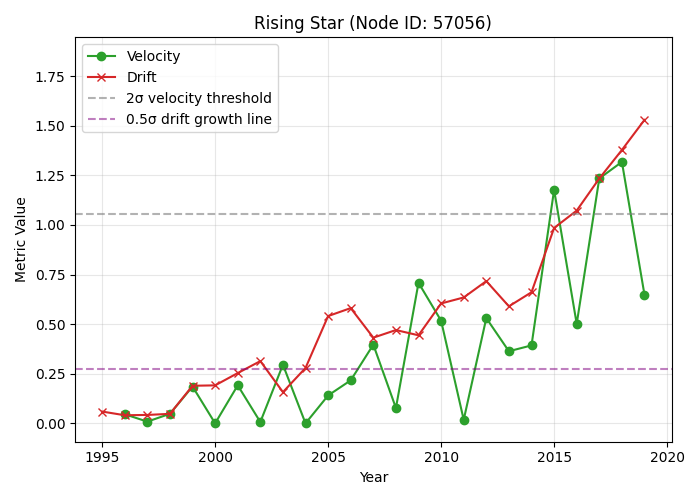 Rising Star (Node ID: 57056)
Velocity
Drift
2σ velocity threshold
0.5σ drift growth line
1.75
1.50
1.25
1.00
0.75
0.50
0.25
0.00
Metric Value
1995 2000 2005 2010 2015 2020
Year